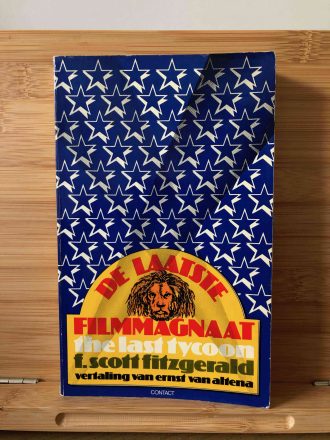 DE LAATSTE
FILMMAGNAAT
the last tycoon
f. scott fitzgerald
vertaling van ernst van altena
CONTACT